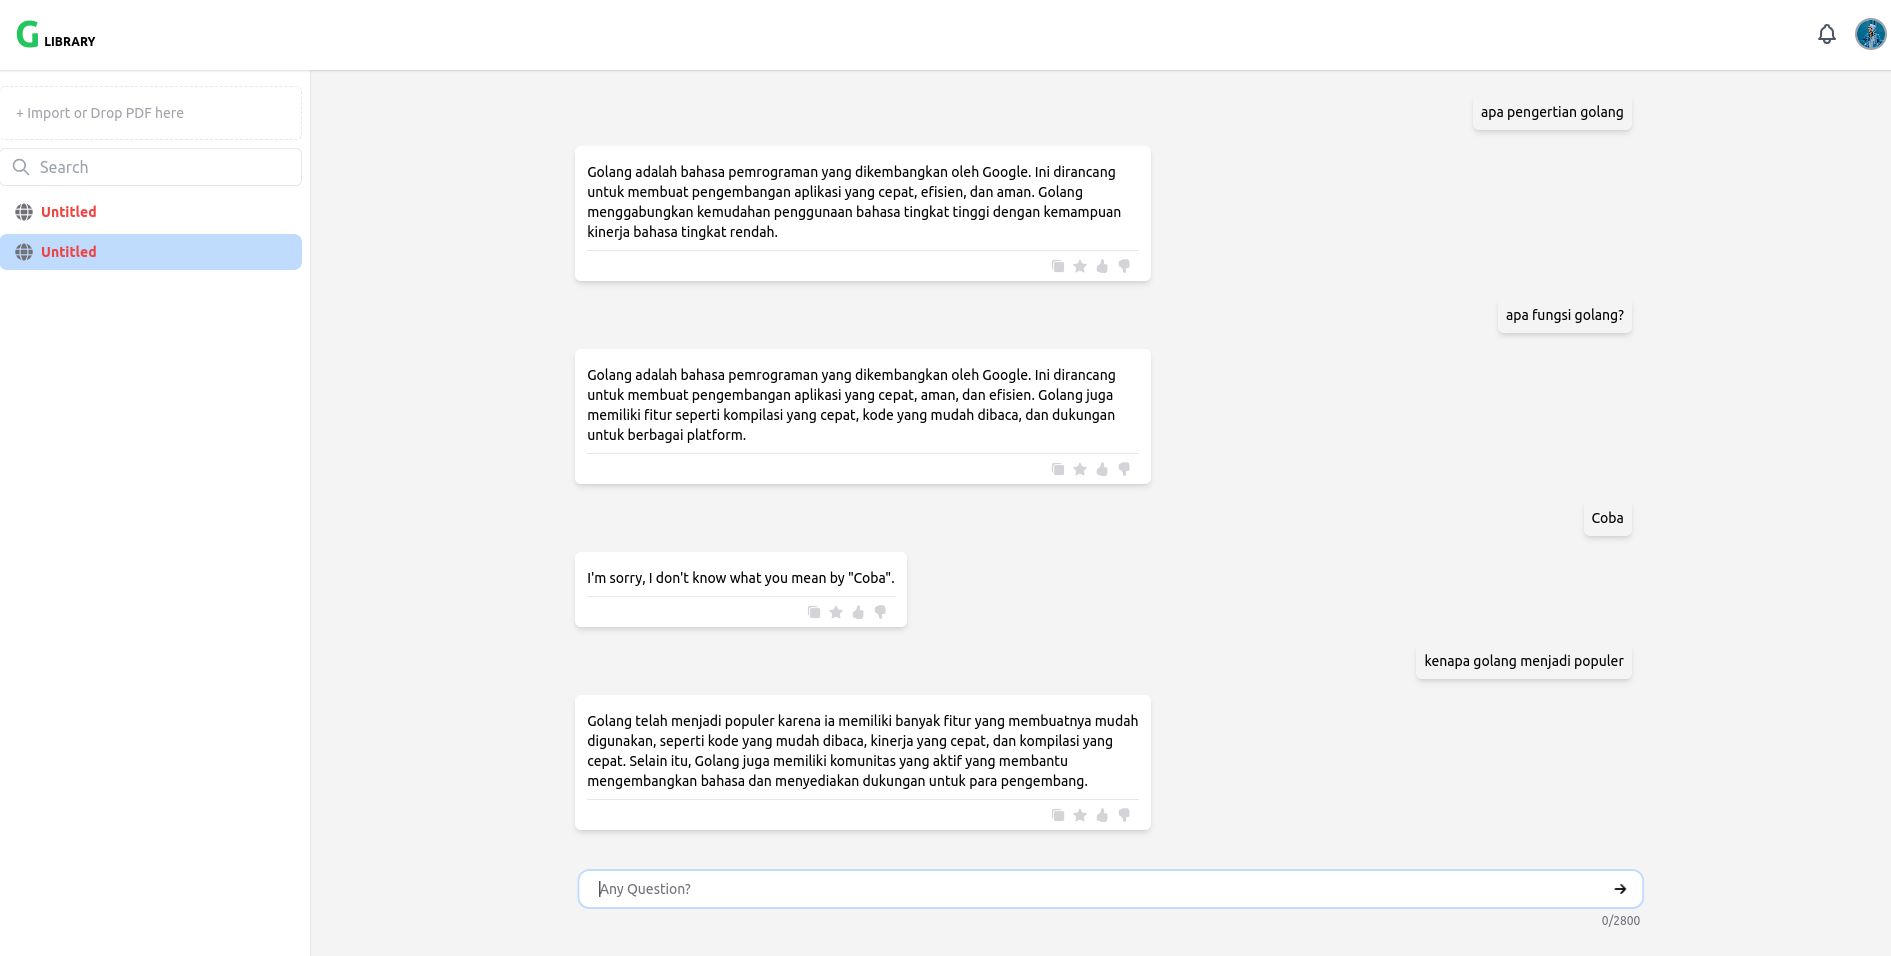 G LIBRARY
+ Import or Drop PDF here
Search
Untitled
Untitled
apa pengertian golang
Golang adalah bahasa pemrograman yang dikembangkan oleh Google. Ini dirancang
untuk membuat pengembangan aplikasi yang cepat, efisien, dan aman. Golang
menggabungkan kemudahan penggunaan bahasa tingkat tinggi dengan kemampuan
kinerja bahasa tingkat rendah.
apa fungsi golang?
Golang adalah bahasa pemrograman yang dikembangkan oleh Google. Ini dirancang
untuk membuat pengembangan aplikasi yang cepat, aman, dan efisien. Golang juga
memiliki fitur seperti kompilasi yang cepat, kode yang mudah dibaca, dan dukungan
untuk berbagai platform.
Coba
I'm sorry, I don't know what you mean by "Coba".
kenapa golang menjadi populer
Golang telah menjadi populer karena ia memiliki banyak fitur yang membuatnya mudah
digunakan, seperti kode yang mudah dibaca, kinerja yang cepat, dan kompilasi yang
cepat. Selain itu, Golang juga memiliki komunitas yang aktif yang membantu
mengembangkan bahasa dan menyediakan dukungan untuk para pengembang.
Any Question?
0/2800